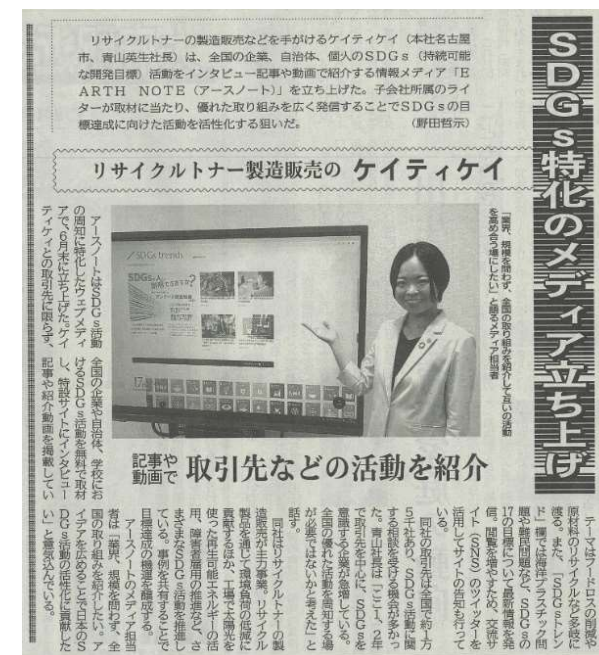 SDGs特化のメディア立ち上げ
リサイクルトナーの製造販売などを手がけるケイティケイ（本社名古屋
市、青山英生社長）は、全国の企業、自治体、個人のSDGs（持続可能
な開発目標）活動をインタビュー記事や動画で紹介する情報メディア「E
ARTH NOTE（アースノート）」を立ち上げた。子会社所属のライ
ターが取材に当たり、優れた取り組みを広く発信することでSDGsの目
標達成に向けた活動を活性化する狙いだ。 （野田哲示）
リサイクルトナー製造販売の ケイティケイ
「業界、規模を問わず、全国の取り組みを紹介して互いの活動
を高め合う場にしたい」と語るメディア担当者
SDGs trends
記事や動画で 取引先などの活動を紹介
アースノートはSDGs活動
の周知に特化したウェブメディ
アで、6月末に立ち上げた。ケイ
ティケイとの取引先に限らず、
全国の企業や自治体、学校にお
けるSDGs活動を無料で取材
し、特設サイトにインタビュー
記事や紹介動画を掲載してい
テーマはフードロスの削減や
原材料のリサイクルなど多岐に
渡る。また、「SDGsトレン
ド」欄では海洋プラスチック問
題や難民問題など、SDGsの
17の目標について最新情報を発
信。閲覧を増やすため、交流サ
イト（SNS）のツイッターを
活用してサイトの告知も行って
いる。
同社の取引先は全国で約1万
5千社あり、SDGs活動に関
する相談を受ける機会が多かっ
た。青山社長は「ここ1、2年
で取引先を中心に、SDGsを
意識する企業が急増している。
全国の優れた活動を周知する場
が必要ではないかと考えた」と
話す。
同社はリサイクルトナーの製
造販売が主力事業。リサイクル
製品を通じて環境負荷の低減に
貢献するほか、工場で太陽光を
使った再生可能エネルギーの活
用、障害者雇用の推進など、さ
まざまなSDGs活動を推進し
ている。事例を共有することで
目標達成の機運を醸成する。
アースノートのメディア担当
者は「業界、規模を問わず、全
国の取り組みを紹介したい。ア
イデアを広めることで日本のS
DGs活動の活性化に貢献した
い」と意気込んでいる。